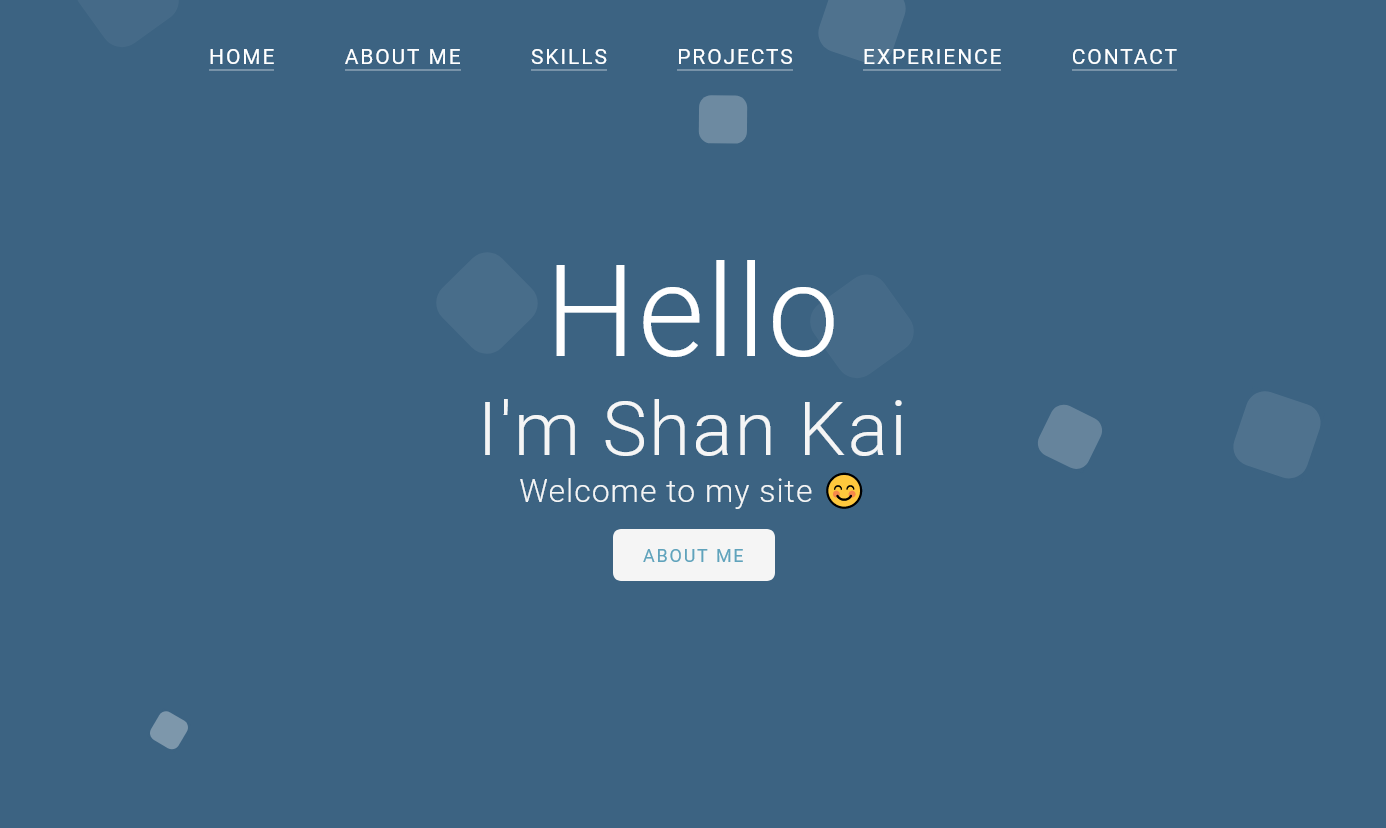 HOME ABOUT ME SKILLS PROJECTS EXPERIENCE CONTACT
Hello
I'm Shan Kai
Welcome to my site 😊
ABOUT ME